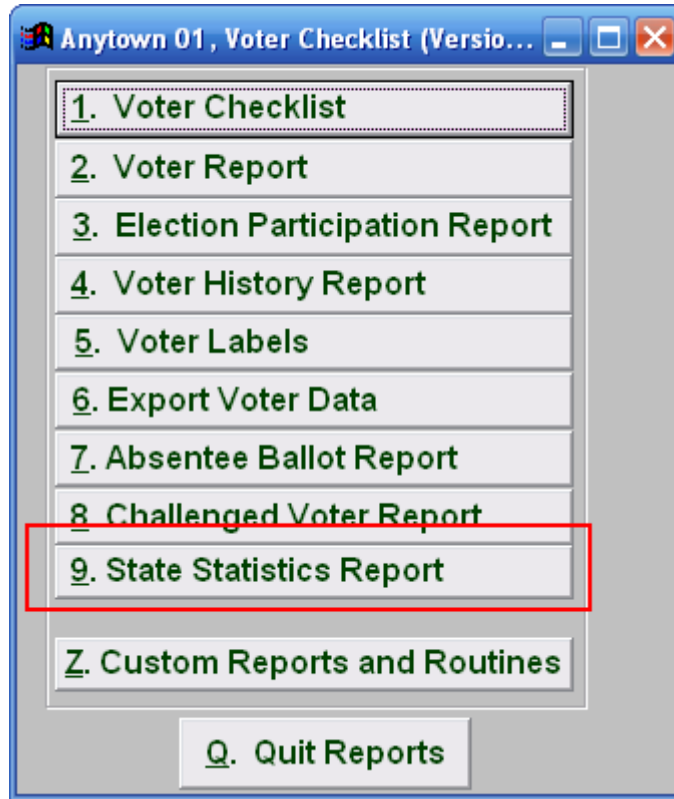 Anytown 01, Voter Checklist (Versio...
1. Voter Checklist
2. Voter Report
3. Election Participation Report
4. Voter History Report
5. Voter Labels
6. Export Voter Data
7. Absentee Ballot Report
8 Challenged Voter Report
9. State Statistics Report
Z. Custom Reports and Routines
Q. Quit Reports